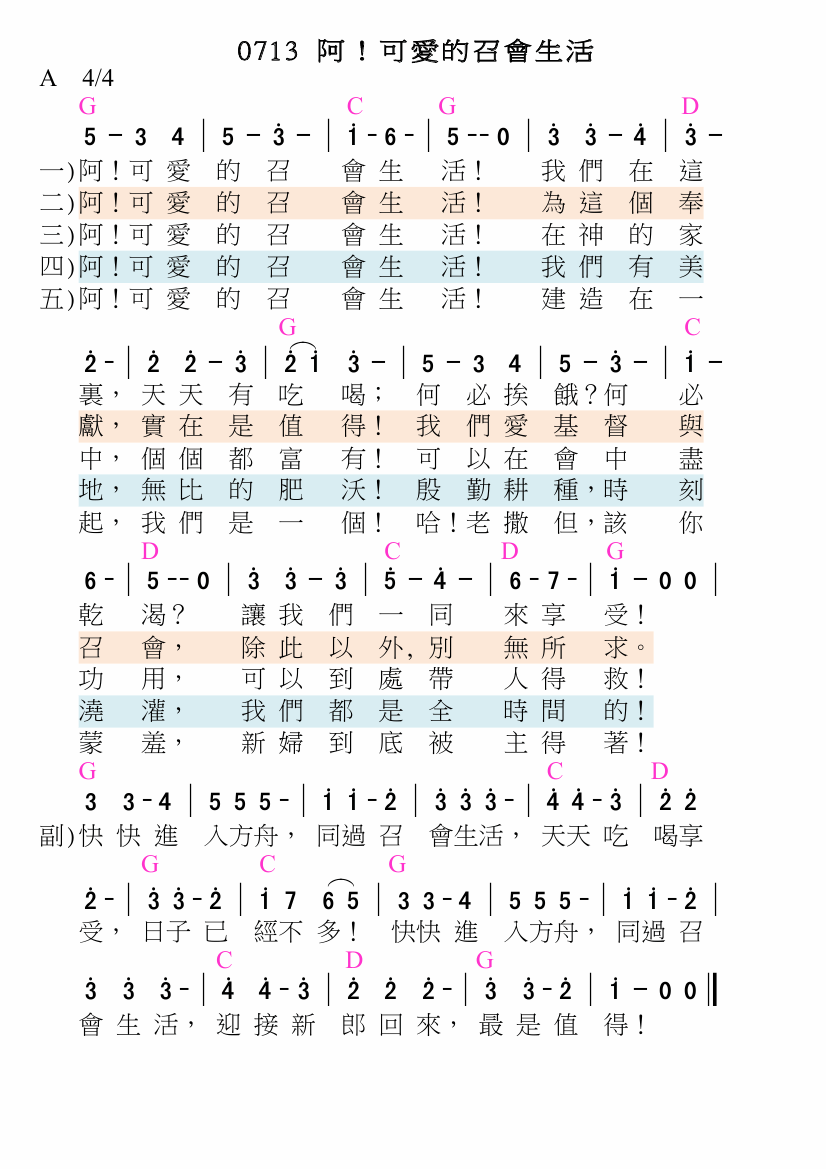 0713 阿！可愛的召會生活
A 4/4
G C G D
5 － 3 4 | 5 － 3̇ － | 1̇ - 6 - | 5 -- 0 | 3̇ 3̇ － 4̇ | 3̇ －
一)阿！可 愛 的 召 會 生 活！ 我 們 在 這
二)阿！可 愛 的 召 會 生 活！ 為 這 個 奉
三)阿！可 愛 的 召 會 生 活！ 在 神 的 家
四)阿！可 愛 的 召 會 生 活！ 我 們 有 美
五)阿！可 愛 的 召 會 生 活！ 建 造 在 一
G C
2̇ - | 2̇ 2̇ － 3̇ | 2̇ 1̇ 3̇ － | 5 － 3 4 | 5 － 3̇ － | 1̇ －
裏， 天 天 有 吃 喝； 何 必 挨 餓？何 必
獻， 實 在 是 值 得！ 我 們 愛 基 督 與
中， 個 個 都 富 有！ 可 以 在 會 中 盡
地， 無 比 的 肥 沃！ 殷 勤 耕 種，時 刻
起， 我 們 是 一 個！ 哈！老 撒 但，該 你
D C D G
6 - | 5 -- 0 | 3̇ 3̇ － 3̇ | 5̇ － 4̇ － | 6 - 7 - | 1̇ － 0 0 |
乾 渴？ 讓 我 們 一 同 來 享 受！
召 會， 除 此 以 外, 別 無 所 求。
功 用， 可 以 到 處 帶 人 得 救！
澆 灌， 我 們 都 是 全 時 間 的！
蒙 羞， 新 婦 到 底 被 主 得 著！
G C D
3 3 - 4 | 5 5 5 - | 1̇ 1̇ - 2̇ | 3̇ 3̇ 3̇ - | 4̇ 4̇ - 3̇ | 2̇ 2̇
副)快 快 進 入方舟， 同過 召 會生活， 天天 吃 喝享
G C G
2̇ - | 3̇ 3̇ - 2̇ | 1̇ 7 6 5 | 3 3 - 4 | 5 5 5 - | 1̇ 1̇ - 2̇ |
受， 日子 已 經不 多！ 快快 進 入方舟， 同過 召
C D G
3̇ 3̇ 3̇ - | 4̇ 4̇ - 3̇ | 2̇ 2̇ 2̇ - | 3̇ 3̇ - 2̇ | 1̇ － 0 0 ‖
會 生 活， 迎 接 新 郎 回 來， 最 是 值 得！